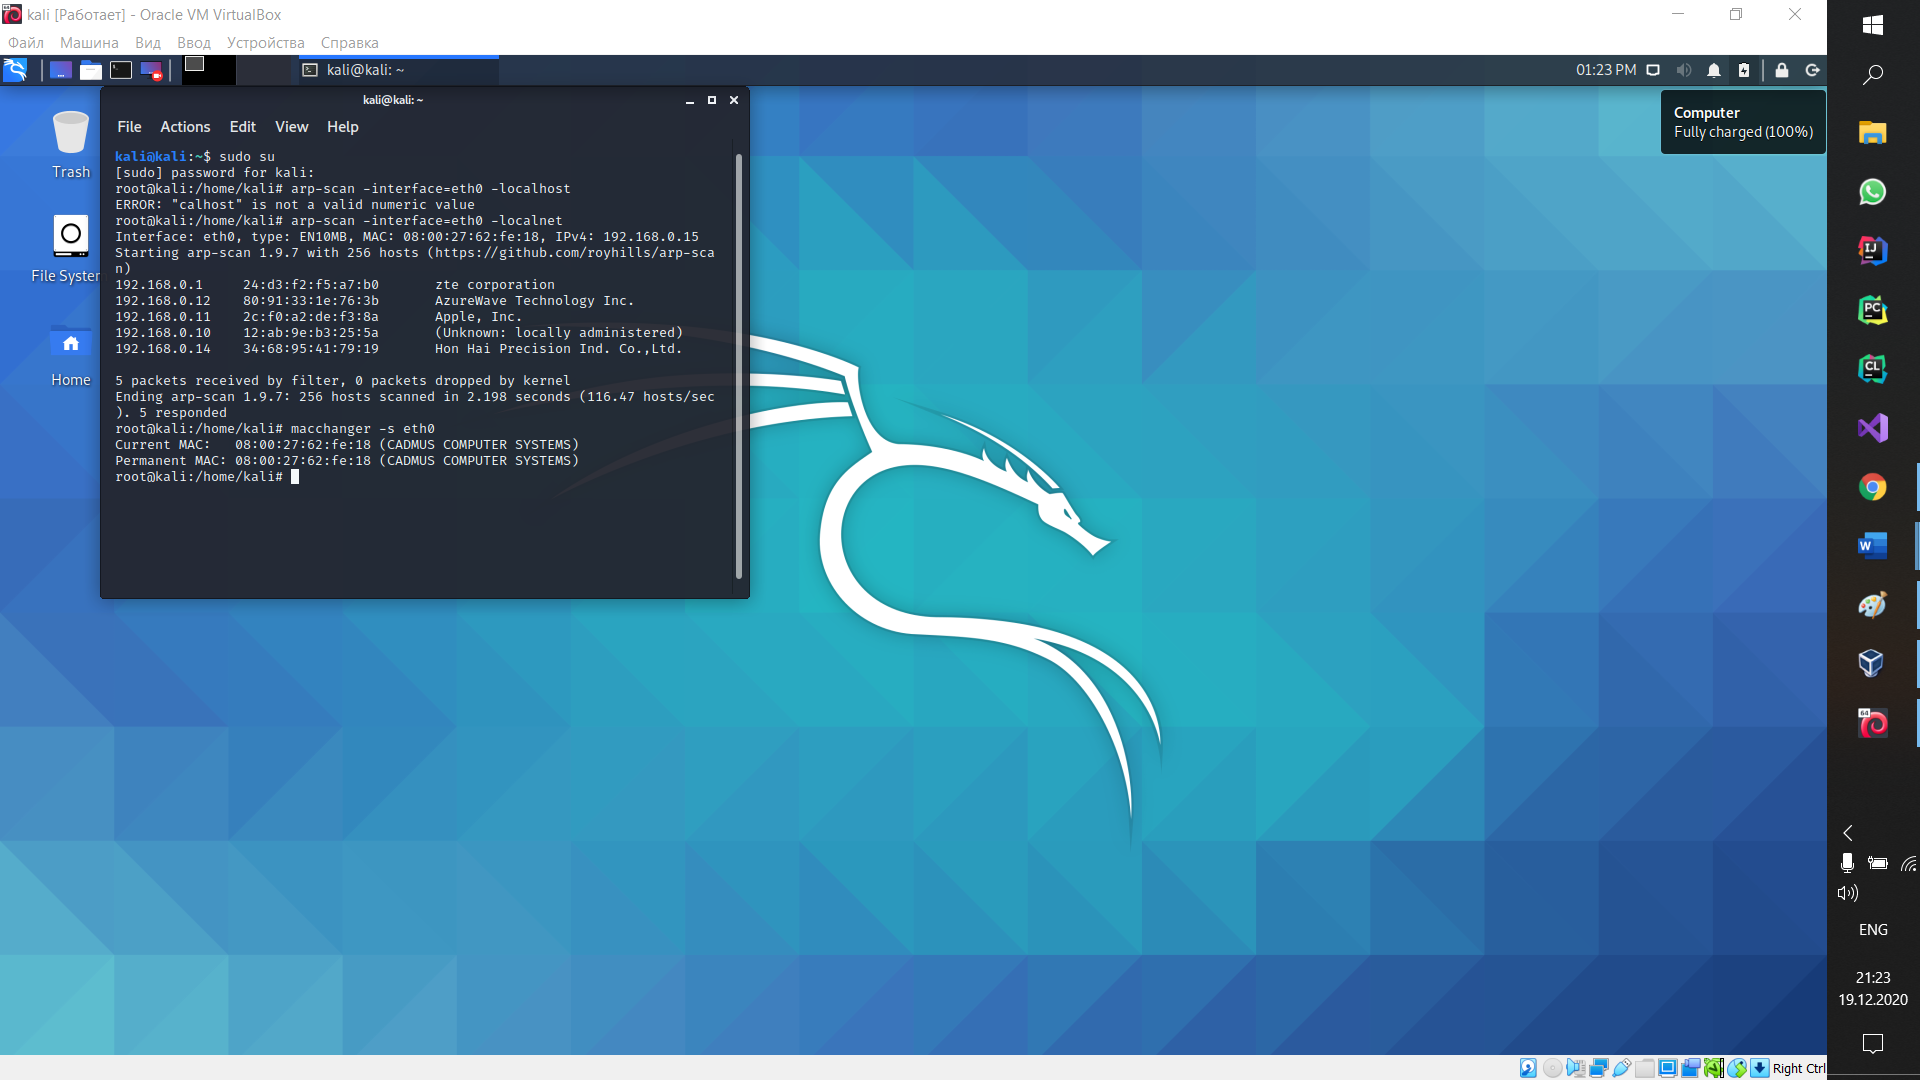 kali [Работает] - Oracle VM VirtualBox
Файл Машина Вид Ввод Устройства Справка
kali@kali: ~
01:23 PM
Computer
Fully charged (100%)
Trash
File System
Home
kali@kali: ~
File Actions Edit View Help
kali@kali:~$ sudo su
[sudo] password for kali:
root@kali:/home/kali# arp-scan -interface=eth0 -localhost
ERROR: "calhost" is not a valid numeric value
root@kali:/home/kali# arp-scan -interface=eth0 -localnet
Interface: eth0, type: EN10MB, MAC: 08:00:27:62:fe:18, IPv4: 192.168.0.15
Starting arp-scan 1.9.7 with 256 hosts (https://github.com/royhills/arp-sca
n)
192.168.0.1 24:d3:f2:f5:a7:b0 zte corporation
192.168.0.12 80:91:33:1e:76:3b AzureWave Technology Inc.
192.168.0.11 2c:f0:a2:de:f3:8a Apple, Inc.
192.168.0.10 12:ab:9e:b3:25:5a (Unknown: locally administered)
192.168.0.14 34:68:95:41:79:19 Hon Hai Precision Ind. Co.,Ltd.
5 packets received by filter, 0 packets dropped by kernel
Ending arp-scan 1.9.7: 256 hosts scanned in 2.198 seconds (116.47 hosts/sec
). 5 responded
root@kali:/home/kali# macchanger -s eth0
Current MAC: 08:00:27:62:fe:18 (CADMUS COMPUTER SYSTEMS)
Permanent MAC: 08:00:27:62:fe:18 (CADMUS COMPUTER SYSTEMS)
root@kali:/home/kali#
IJ
PC
CL
W
64
ENG
21:23
19.12.2020
Right Ctrl